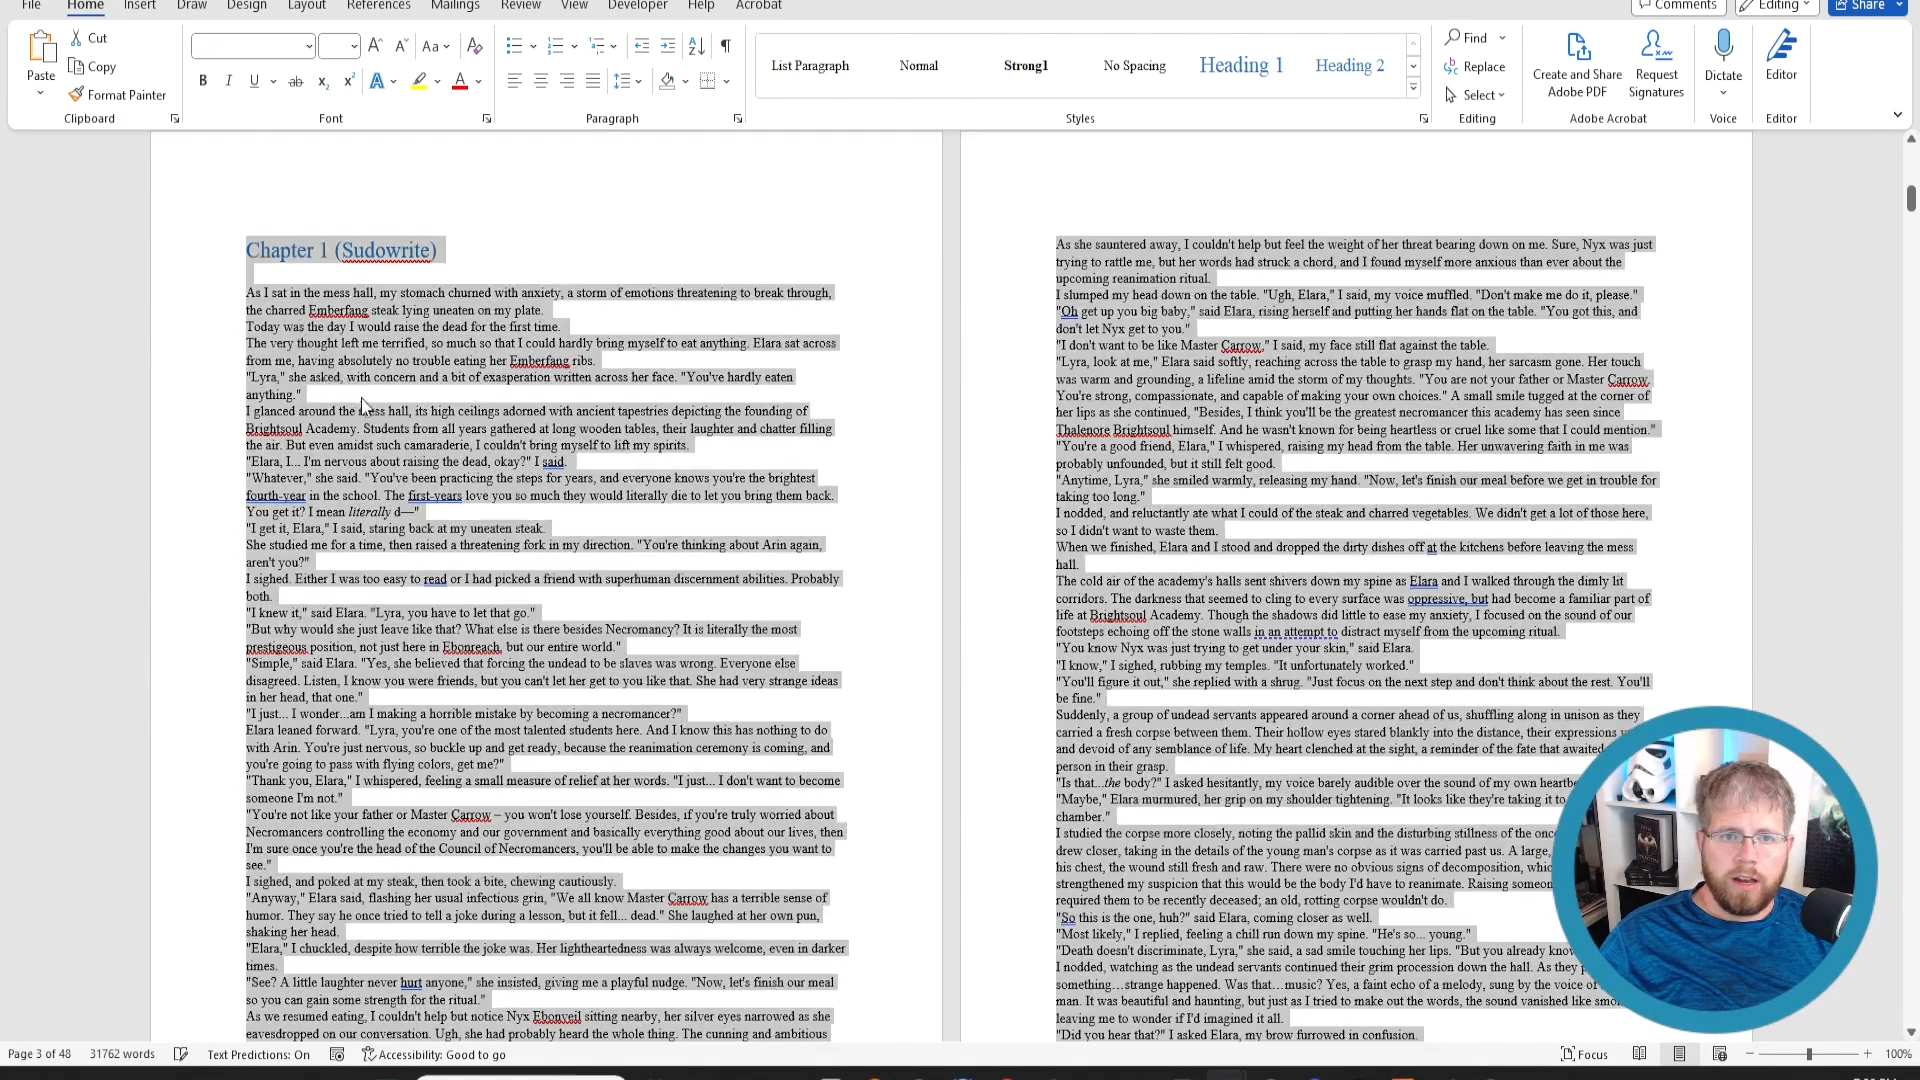 File Home Insert Draw Design Layout References Mailings Review View Developer Help Acrobat Comments Editing Share
Paste
Cut
Copy
Format Painter
Clipboard
Font
Paragraph
List Paragraph Normal Strong1 No Spacing Heading 1 Heading 2
Styles
Find
Replace
Select
Editing
Create and Share
Adobe PDF
Request
Signatures
Adobe Acrobat
Dictate
Voice
Editor
Editor
Chapter 1 (Sudowrite)
As I sat in the mess hall, my stomach churned with anxiety, a storm of emotions threatening to break through,
the charred Emberfang steak lying uneaten on my plate.
Today was the day I would raise the dead for the first time.
The very thought left me terrified, so much so that I could hardly bring myself to eat anything. Elara sat across
from me, having absolutely no trouble eating her Emberfang ribs.
"Lyra," she asked, with concern and a bit of exasperation written across her face. "You've hardly eaten
anything."
I glanced around the mess hall, its high ceilings adorned with ancient tapestries depicting the founding of
Brightsoul Academy. Students from all years gathered at long wooden tables, their laughter and chatter filling
the air. But even amidst such camaraderie, I couldn't bring myself to lift my spirits.
"Elara, I... I'm nervous about raising the dead, okay?" I said.
"Whatever," she said. "You've been practicing the steps for years, and everyone knows you're the brightest
fourth-year in the school. The first-years love you so much they would literally die to let you bring them back.
You get it? I mean literally d—"
"I get it, Elara," I said, staring back at my uneaten steak.
She studied me for a time, then raised a threatening fork in my direction. "You're thinking about Arin again,
aren't you?"
I sighed. Either I was too easy to read or I had picked a friend with superhuman discernment abilities. Probably
both.
"I knew it," said Elara. "Lyra, you have to let that go."
"But why would she just leave like that? What else is there besides Necromancy? It is literally the most
prestigeous position, not just here in Ebonreach, but our entire world."
"Simple," said Elara. "Yes, she believed that forcing the undead to be slaves was wrong. Everyone else
disagreed. Listen, I know you were friends, but you can't let her get to you like that. She had very strange ideas
in her head, that one."
"I just... I wonder...am I making a horrible mistake by becoming a necromancer?"
Elara leaned forward. "Lyra, you're one of the most talented students here. And I know this has nothing to do
with Arin. You're just nervous, so buckle up and get ready, because the reanimation ceremony is coming, and
you're going to pass with flying colors, get me?"
"Thank you, Elara," I whispered, feeling a small measure of relief at her words. "I just... I don't want to become
someone I'm not."
"You're not like your father or Master Carrow – you won't lose yourself. Besides, if you're truly worried about
Necromancers controlling the economy and our government and basically everything good about our lives, then
I'm sure once you're the head of the Council of Necromancers, you'll be able to make the changes you want to
see."
I sighed, and poked at my steak, then took a bite, chewing cautiously.
"Anyway," Elara said, flashing her usual infectious grin, "We all know Master Carrow has a terrible sense of
humor. They say he once tried to tell a joke during a lesson, but it fell... dead." She laughed at her own pun,
shaking her head.
"Elara," I chuckled, despite how terrible the joke was. Her lightheartedness was always welcome, even in darker
times.
"See? A little laughter never hurt anyone," she insisted, giving me a playful nudge. "Now, let's finish our meal
so you can gain some strength for the ritual."
As we resumed eating, I couldn't help but notice Nyx Ebonveil sitting nearby, her silver eyes narrowed as she
eavesdropped on our conversation. Ugh, she had probably heard the whole thing. The cunning and ambitious
As she sauntered away, I couldn't help but feel the weight of her threat bearing down on me. Sure, Nyx was just
trying to rattle me, but her words had struck a chord, and I found myself more anxious than ever about the
upcoming reanimation ritual.
I slumped my head down on the table. "Ugh, Elara," I said, my voice muffled. "Don't make me do it, please."
"Oh get up you big baby," said Elara, rising herself and putting her hands flat on the table. "You got this, and
don't let Nyx get to you."
"I don't want to be like Master Carrow," I said, my face still flat against the table.
"Lyra, look at me," Elara said softly, reaching across the table to grasp my hand, her sarcasm gone. Her touch
was warm and grounding, a lifeline amid the storm of my thoughts. "You are not your father or Master Carrow.
You're strong, compassionate, and capable of making your own choices." A small smile tugged at the corner of
her lips as she continued, "Besides, I think you'll be the greatest necromancer this academy has seen since
Thalenore Brightsoul himself. And he wasn't known for being heartless or cruel like some that I could mention."
"You're a good friend, Elara," I whispered, raising my head from the table. Her unwavering faith in me was
probably unfounded, but it still felt good.
"Anytime, Lyra," she smiled warmly, releasing my hand. "Now, let's finish our meal before we get in trouble for
taking too long."
I nodded, and reluctantly ate what I could of the steak and charred vegetables. We didn't get a lot of those here,
so I didn't want to waste them.
When we finished, Elara and I stood and dropped the dirty dishes off at the kitchens before leaving the mess
hall.
The cold air of the academy's halls sent shivers down my spine as Elara and I walked through the dimly lit
corridors. The darkness that seemed to cling to every surface was oppressive, but had become a familiar part of
life at Brightsoul Academy. Though the shadows did little to ease my anxiety, I focused on the sound of our
footsteps echoing off the stone walls in an attempt to distract myself from the upcoming ritual.
"You know Nyx was just trying to get under your skin," said Elara.
"I know," I sighed, rubbing my temples. "It unfortunately worked."
"You'll figure it out," she replied with a shrug. "Just focus on the next step and don't think about the rest. You'll
be fine."
Suddenly, a group of undead servants appeared around a corner ahead of us, shuffling along in unison as they
carried a fresh corpse between them. Their hollow eyes stared blankly into the distance, their expressions
and devoid of any semblance of life. My heart clenched at the sight, a reminder of the fate that awaited
person in their grasp.
"Is that...the body?" I asked hesitantly, my voice barely audible over the sound of my own
"Maybe," Elara murmured, her grip on my shoulder tightening. "It looks like they're taking it to
chamber."
I studied the corpse more closely, noting the pallid skin and the disturbing stillness of the
drew closer, taking in the details of the young man's corpse as it was carried past us. A large,
his chest, the wound still fresh and raw. There were no obvious signs of decomposition,
strengthened my suspicion that this would be the body I'd have to reanimate. Raising
required them to be recently deceased; an old, rotting corpse wouldn't do.
"So this is the one, huh?" said Elara, coming closer as well.
"Most likely," I replied, feeling a chill run down my spine. "He's so... young."
"Death doesn't discriminate, Lyra," she said, a sad smile touching her lips. "But you already
I nodded, watching as the undead servants continued their grim procession down the hall. As they
something...strange happened. Was that...music? Yes, a faint echo of a melody, sung by the voice of
man. It was beautiful and haunting, but just as I tried to make out the words, the sound vanished like
leaving me to wonder if I'd imagined it all.
"Did you hear that?" I asked Elara, my brow furrowed in confusion.
Page 3 of 48 31762 words Text Predictions: On Accessibility: Good to go Focus 100%